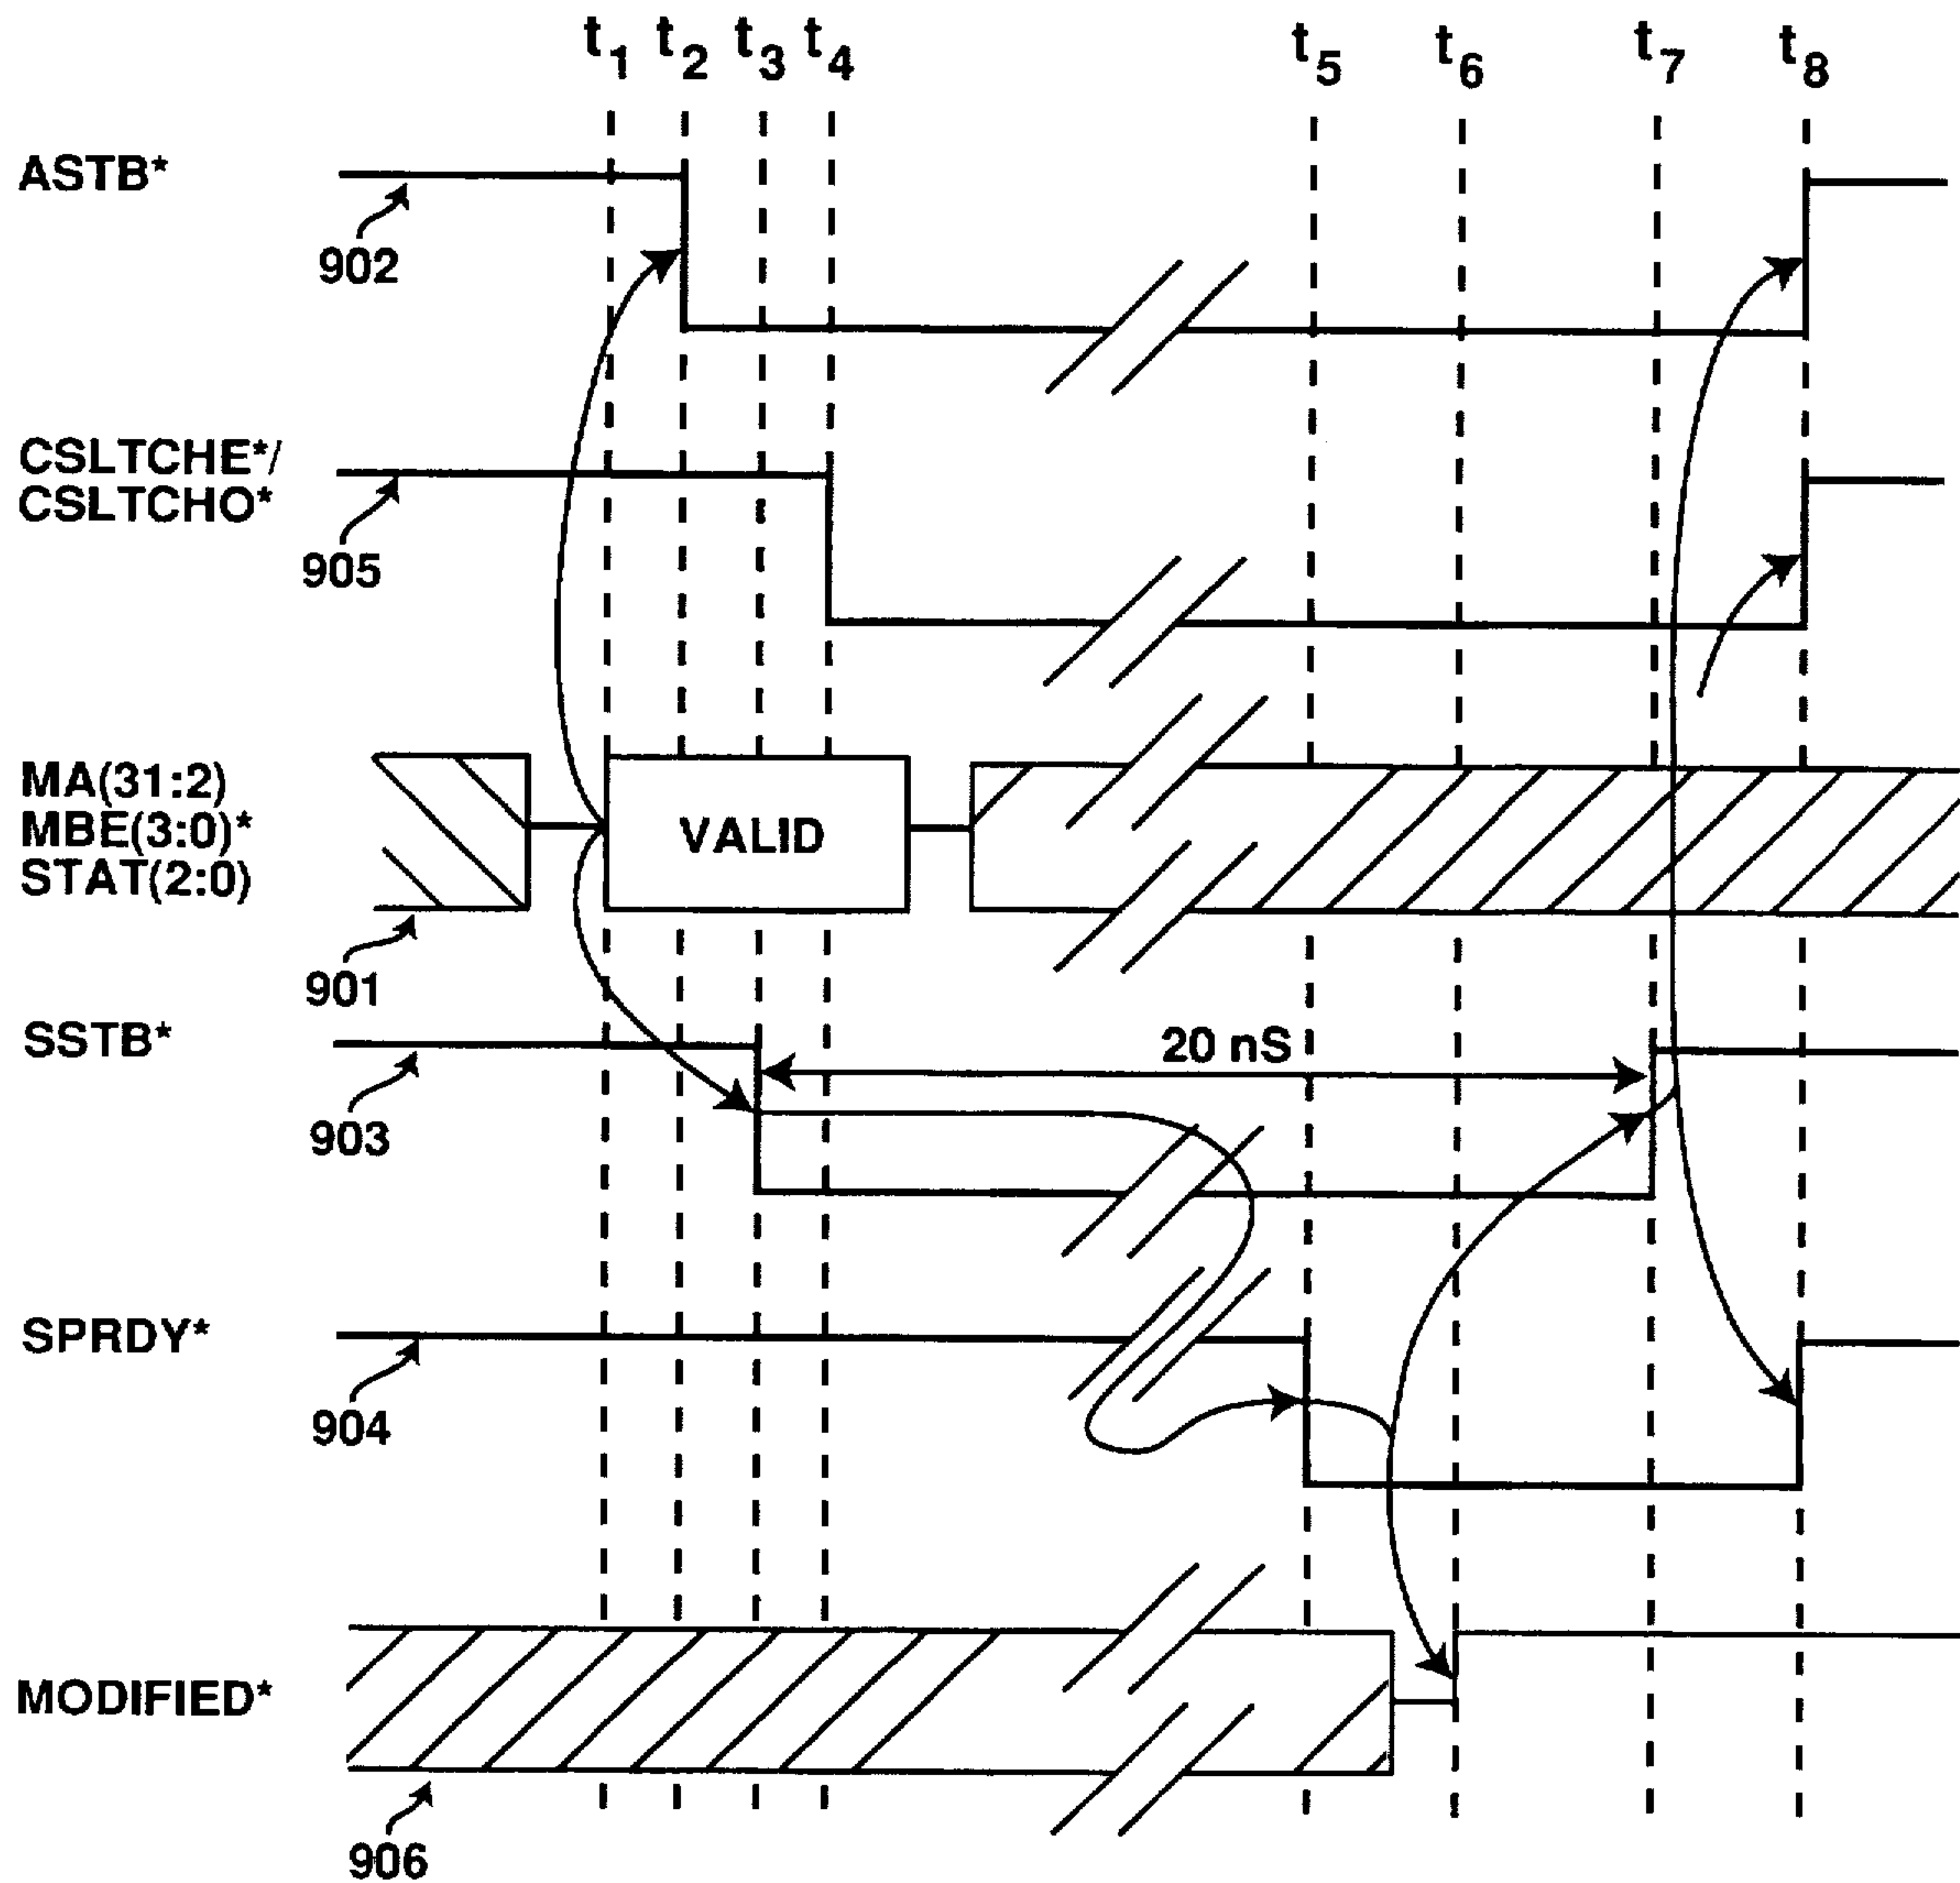 t1 t2 t3 t4 t5 t6 t7 t8
ASTB*
902
CSLTCHE*/
CSLTCHO*
905
MA(31:2)
MBE(3:0)*
STAT(2:0)
VALID
901
SSTB*
20 nS
903
SPRDY*
904
MODIFIED*
906